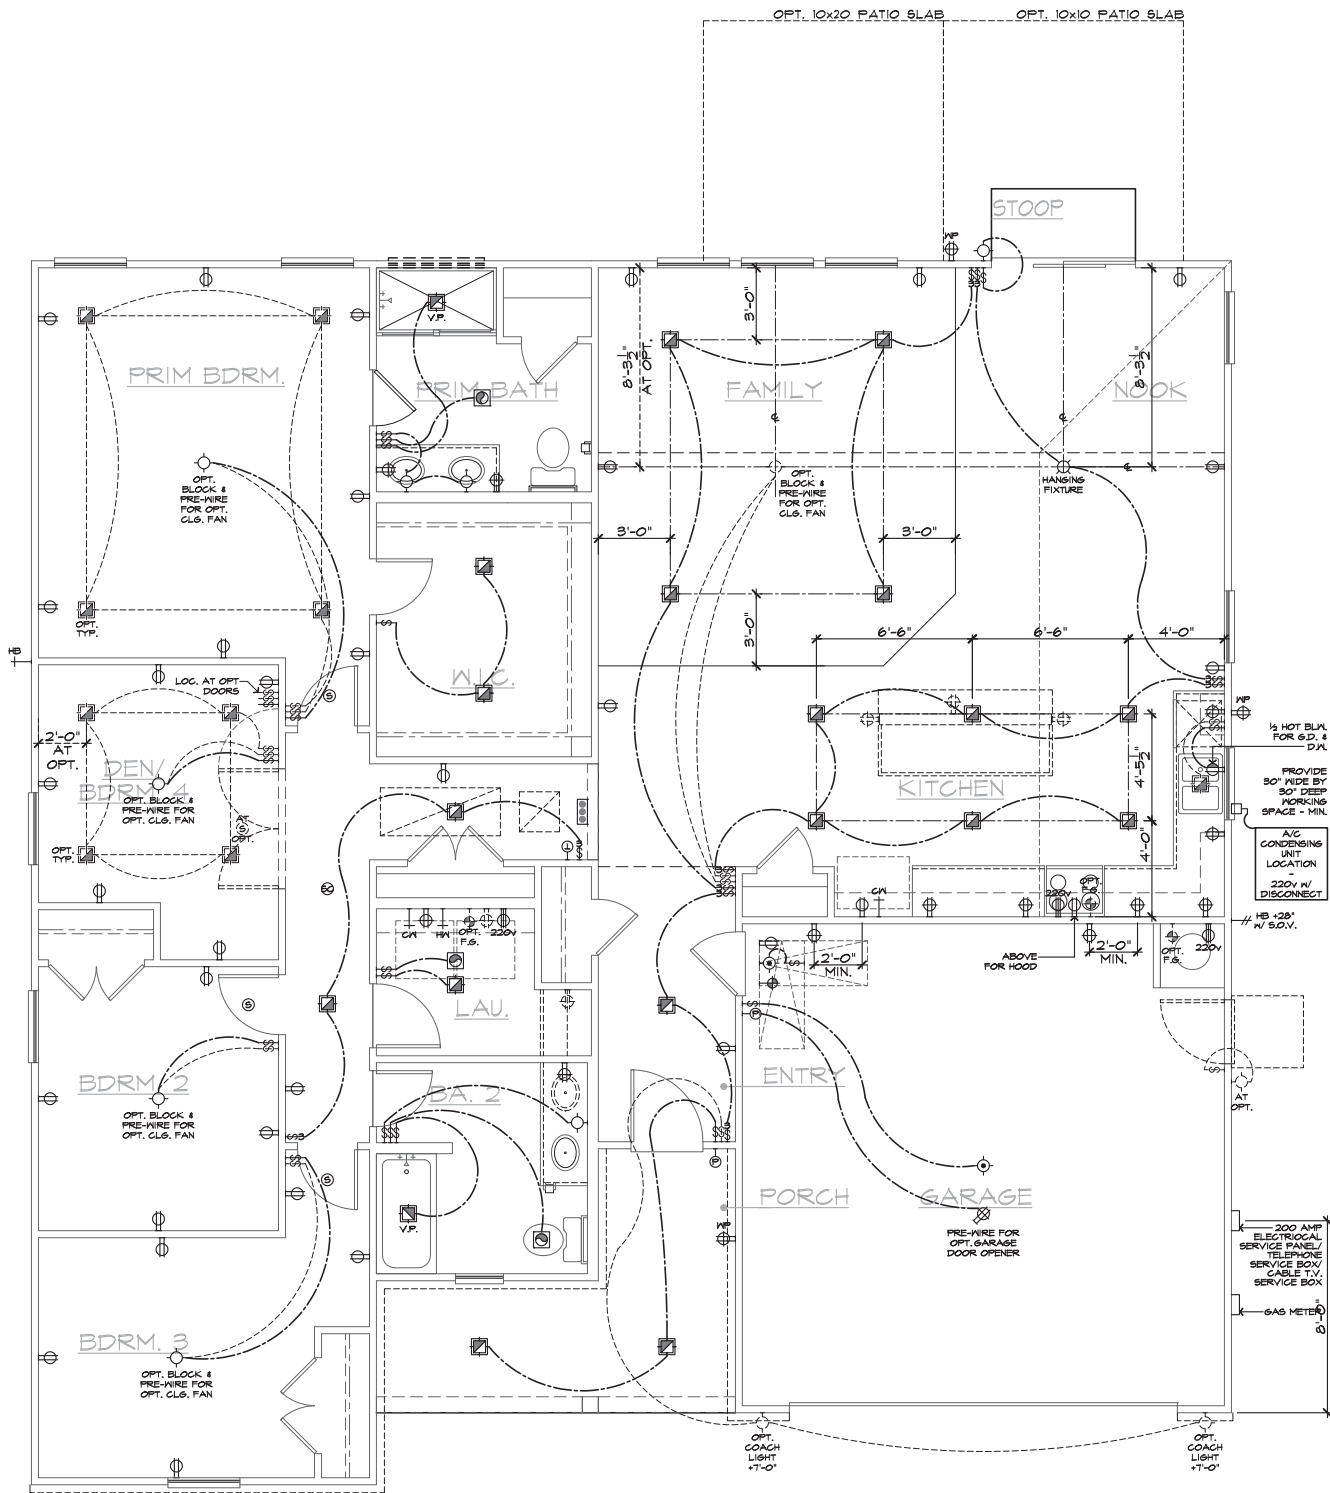 OPT. 10x20 PATIO SLAB
OPT. 10x10 PATIO SLAB
STOOP
WP
3'-0"
8'-3½"
AT OPT.
8'-3½"
V.P.
PRIM BDRM.
PRIM BATH
FAMILY
NOOK
OPT.
BLOCK &
PRE-WIRE
FOR OPT.
CLG. FAN
OPT.
BLOCK &
PRE-WIRE
FOR OPT.
CLG. FAN
HANGING
FIXTURE
3'-0"
3'-0"
OPT.
TYP.
3'-0"
6'-6"
6'-6"
4'-0"
HB
LOC. AT OPT
DOORS
W.I.C.
WP
½ HOT BLW.
FOR G.D. &
D.W.
2'-0"
AT
OPT.
DEN/
BDRM. 4
OPT. BLOCK &
PRE-WIRE FOR
OPT. CLG. FAN
AT
OPT.
OPT.
TYP.
KITCHEN
4'-5½"
4'-0"
PROVIDE
30" WIDE BY
30" DEEP
WORKING
SPACE - MIN.
A/C
CONDENSING
UNIT
LOCATION
-
220v W/
DISCONNECT
CW
220v
OPT.
F.G.
HB +28"
W/ S.O.V.
CW
HW
OPT.
F.G.
220v
2'-0"
MIN.
ABOVE
FOR HOOD
2'-0"
MIN.
OPT.
F.G.
220v
LAU.
BDRM. 2
BA. 2
ENTRY
AT
OPT.
OPT. BLOCK &
PRE-WIRE FOR
OPT. CLG. FAN
PORCH
GARAGE
V.P.
WP
PRE-WIRE FOR
OPT. GARAGE
DOOR OPENER
200 AMP
ELECTRIOCAL
SERVICE PANEL/
TELEPHONE
SERVICE BOX/
CABLE T.V.
SERVICE BOX
GAS METER
8'-0"
BDRM. 3
OPT. BLOCK &
PRE-WIRE FOR
OPT. CLG. FAN
OPT.
COACH
LIGHT
+7'-0"
OPT.
COACH
LIGHT
+7'-0"